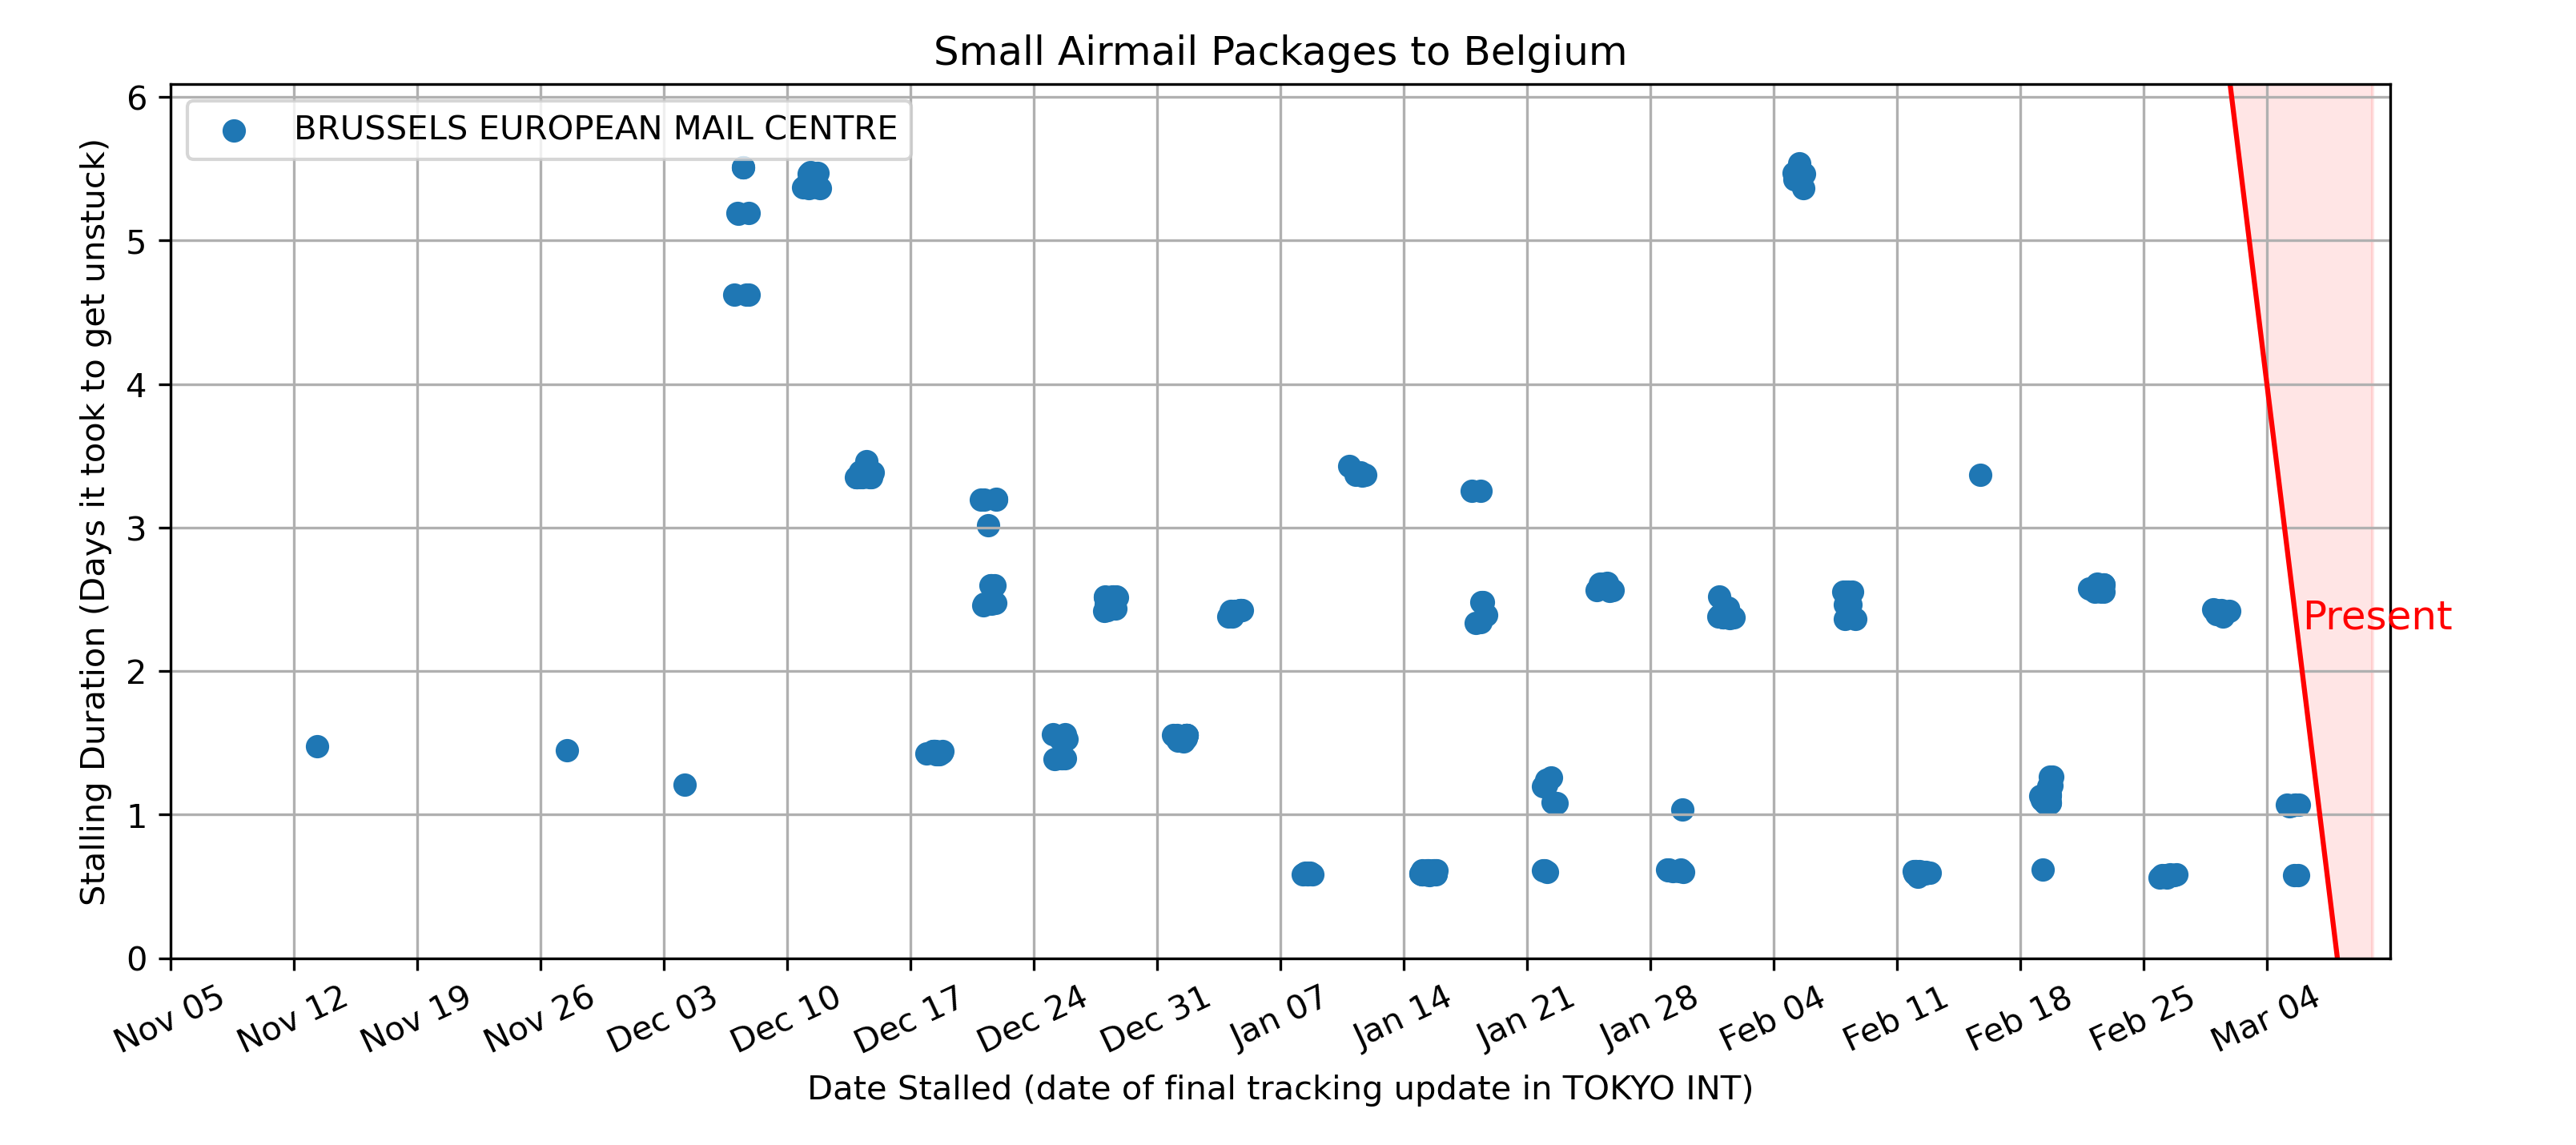 Small Airmail Packages to Belgium
BRUSSELS EUROPEAN MAIL CENTRE
Stalling Duration (Days it took to get unstuck)
6
5
4
3
2
1
0
Present
Nov 05
Nov 12
Nov 19
Nov 26
Dec 03
Dec 10
Dec 17
Dec 24
Dec 31
Jan 07
Jan 14
Jan 21
Jan 28
Feb 04
Feb 11
Feb 18
Feb 25
Mar 04
Date Stalled (date of final tracking update in TOKYO INT)